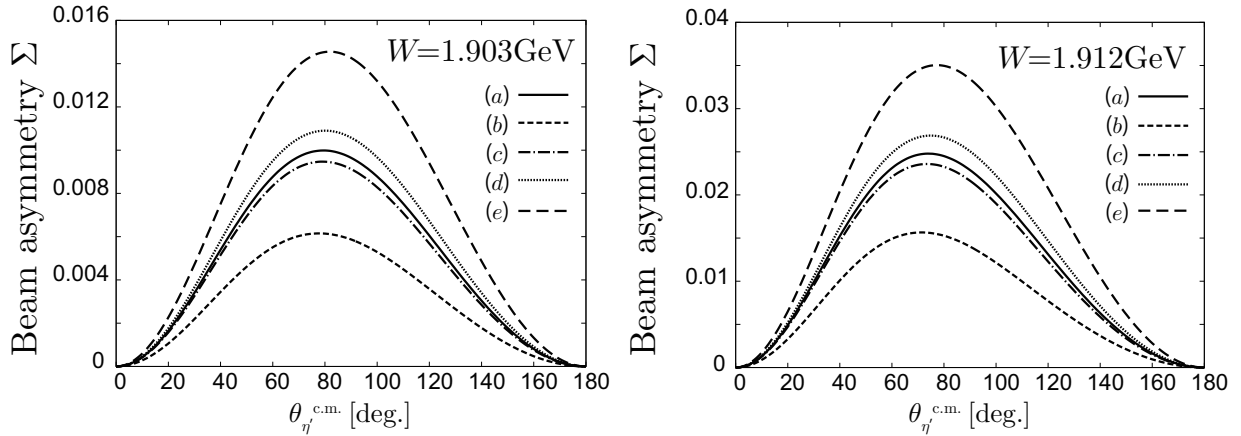 Beam asymmetry Σ
0.016
0.012
0.008
0.004
0
W=1.903GeV
(a)
(b)
(c)
(d)
(e)
0 20 40 60 80 100 120 140 160 180
θη′ c.m. [deg.]
Beam asymmetry Σ
0.04
0.03
0.02
0.01
0
W=1.912GeV
(a)
(b)
(c)
(d)
(e)
0 20 40 60 80 100 120 140 160 180
θη′ c.m. [deg.]